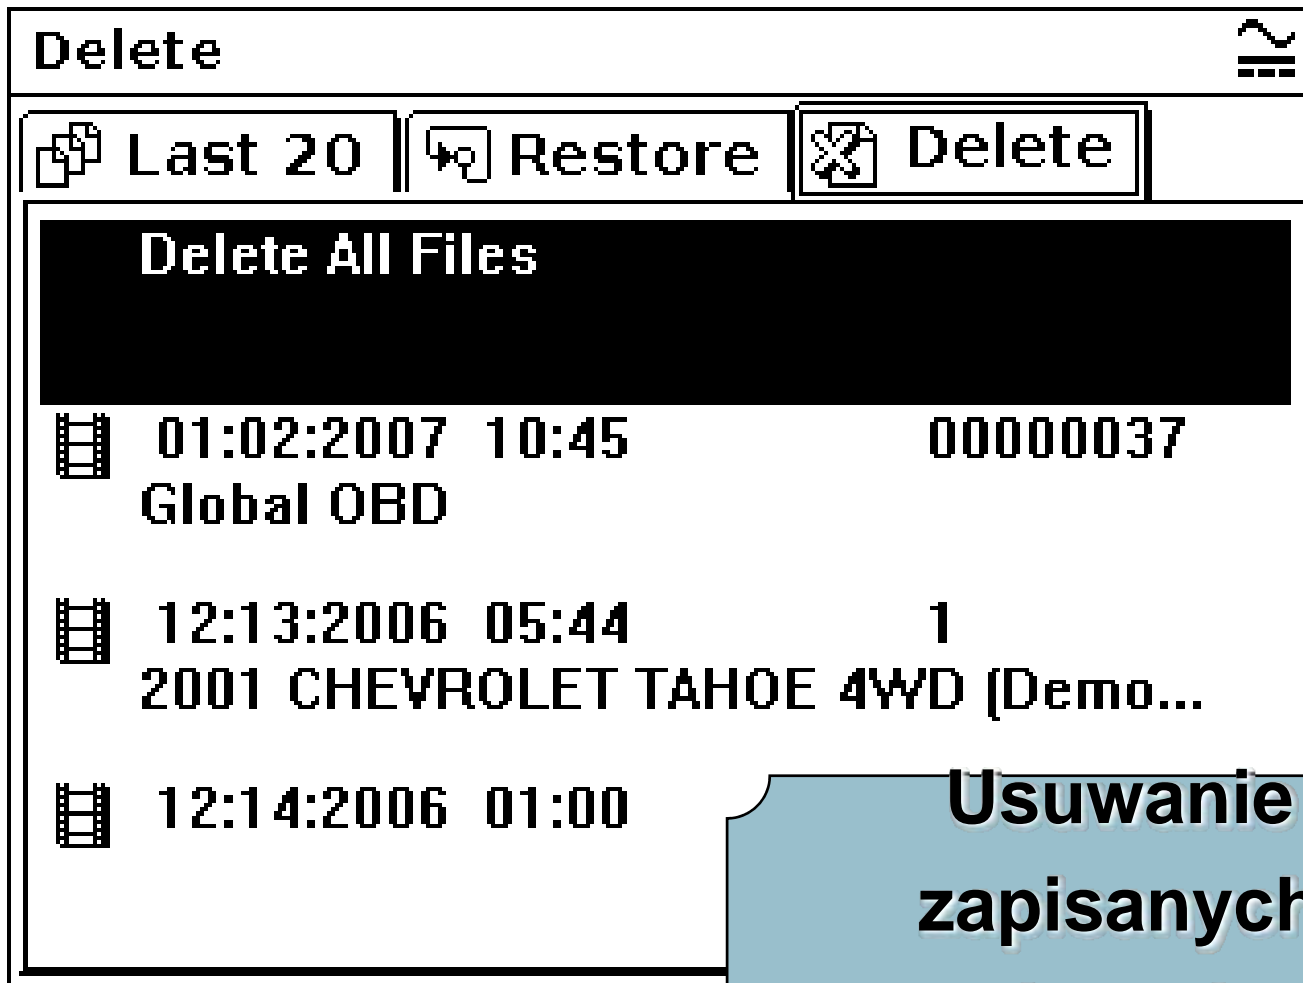 Delete
Last 20 Restore Delete
Delete All Files
01:02:2007 10:45 00000037
Global OBD
12:13:2006 05:44 1
2001 CHEVROLET TAHOE 4WD (Demo...
12:14:2006 01:00
Usuwanie
zapisanych